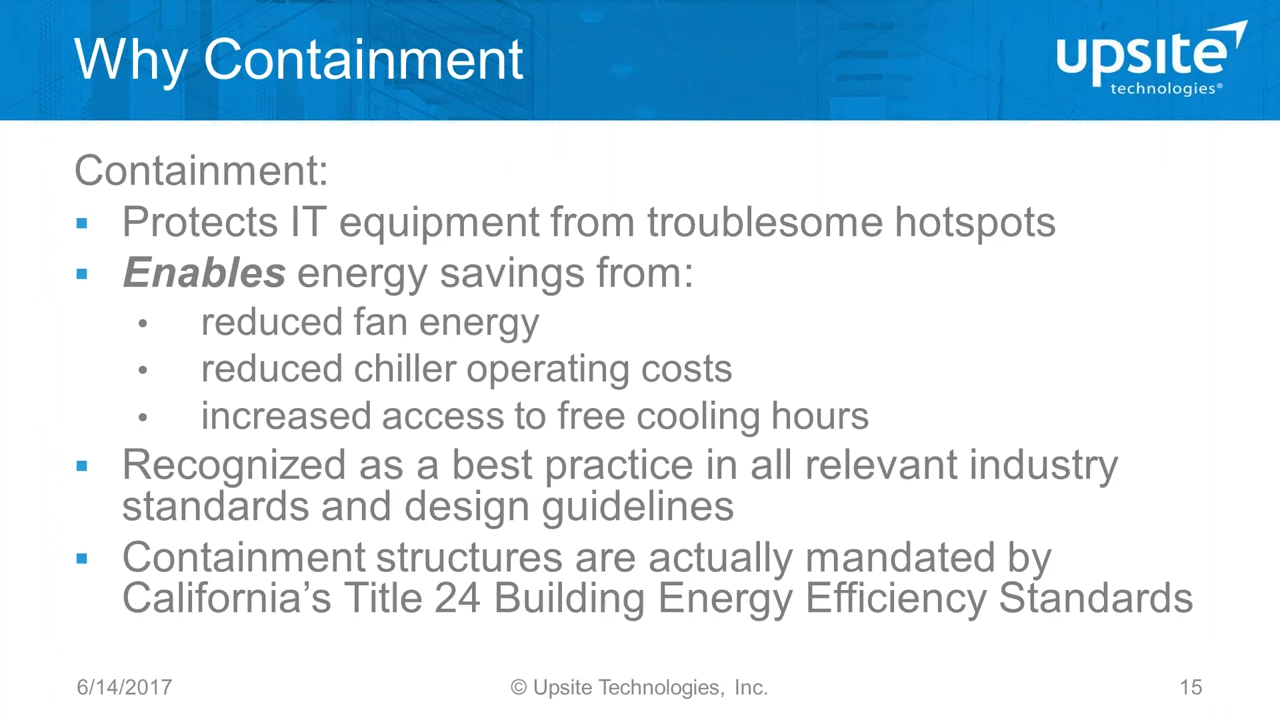 Why Containment
upsite
technologies®
Containment:
▪ Protects IT equipment from troublesome hotspots
▪ Enables energy savings from:
• reduced fan energy
• reduced chiller operating costs
• increased access to free cooling hours
▪ Recognized as a best practice in all relevant industry
standards and design guidelines
▪ Containment structures are actually mandated by
California’s Title 24 Building Energy Efficiency Standards
6/14/2017
© Upsite Technologies, Inc.
15